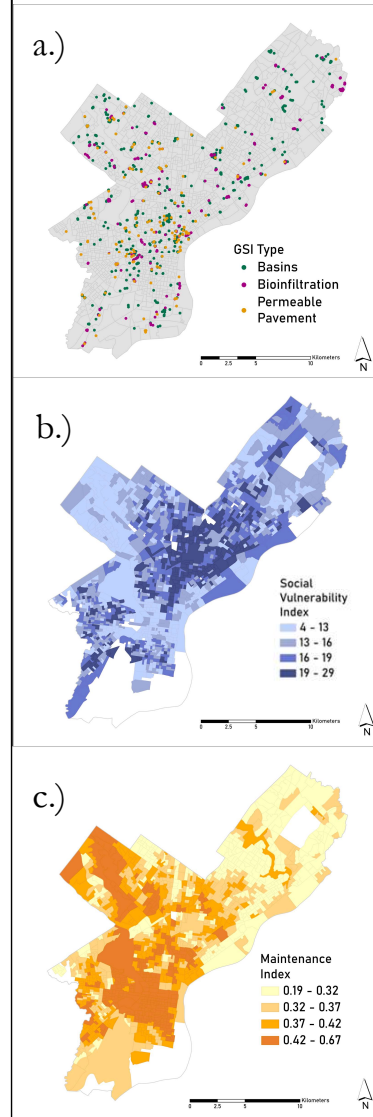 a.)
GSI Type
Basins
Bioinfiltration
Permeable
Pavement
0 2.5 5 10
Kilometers
N
b.)
Social
Vulnerability
Index
4 - 13
13 - 16
16 - 19
19 - 29
0 2.5 5 10
Kilometers
N
c.)
Maintenance
Index
0.19 - 0.32
0.32 - 0.37
0.37 - 0.42
0.42 - 0.67
0 2.5 5 10
Kilometers
N